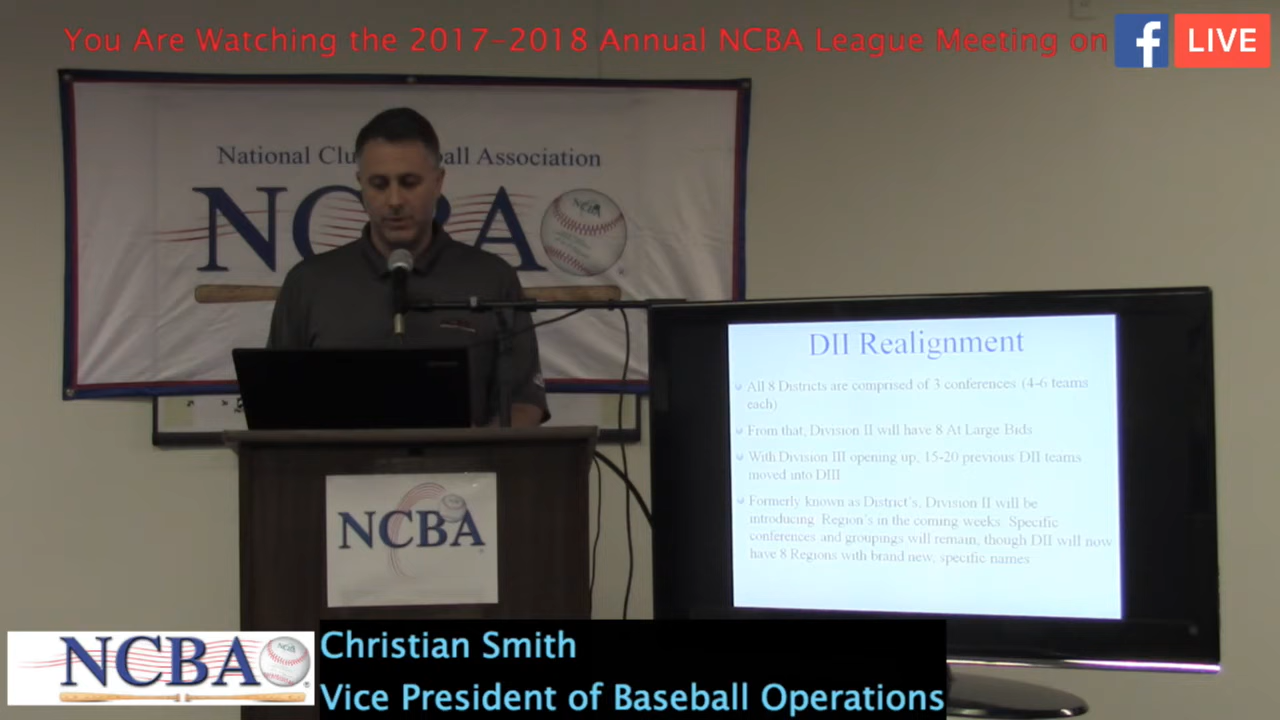 You Are Watching the 2017-2018 Annual NCBA League Meeting on
f LIVE
National Clu ball Association
NCBA
NCBA
DII Realignment
All 8 Districts are comprised of 3 conferences (4-6 teams
each)
From that, Division II will have 8 At Large Bids
With Division III opening up, 15-20 previous DII teams
moved into DIII
Formerly known as District's, Division II will be
introducing Region's in the coming weeks. Specific
conferences and groupings will remain, though DII will now
have 8 Regions with brand new, specific names
NCBA
NCBA
Christian Smith
Vice President of Baseball Operations